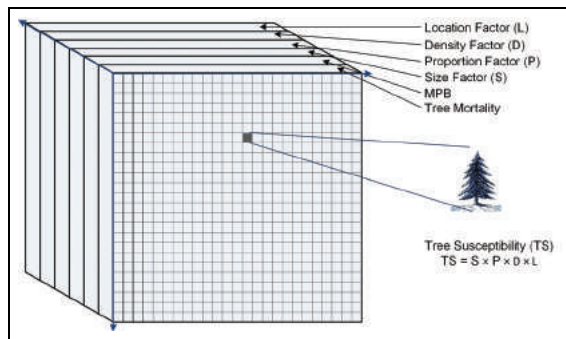 Location Factor (L)
Density Factor (D)
Proportion Factor (P)
Size Factor (S)
MPB
Tree Mortality
Tree Susceptibility (TS)
TS = S × P × D × L